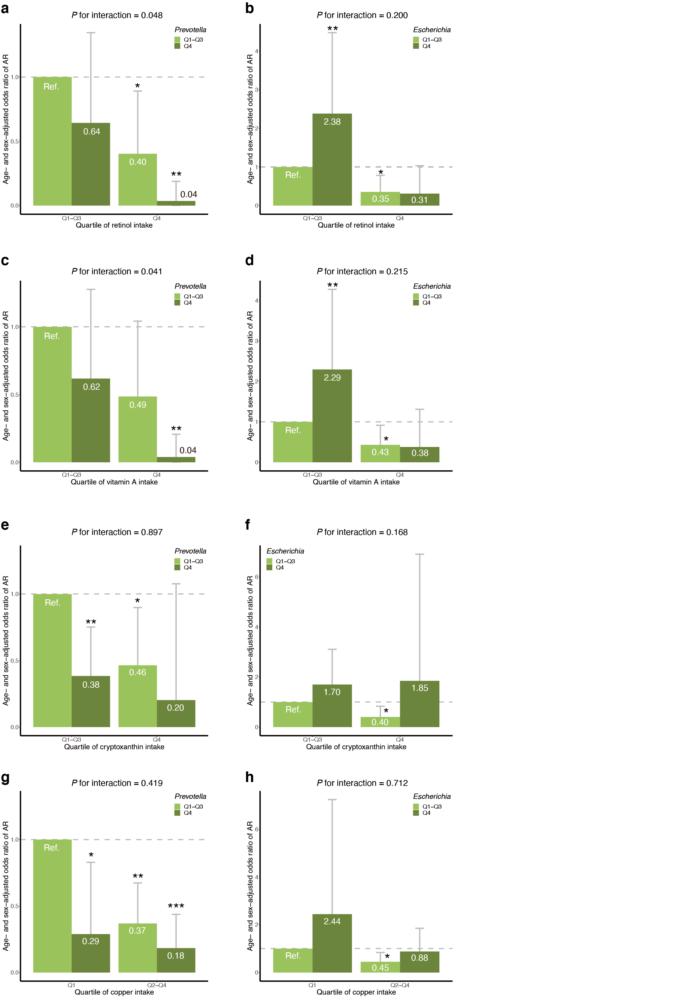 a
P for interaction = 0.048
Prevotella
Q1−Q3
Q4
Age− and sex−adjusted odds ratio of AR
1.0
0.5
0.0
Ref.
0.64
*
0.40
**
0.04
Q1−Q3
Q4
Quartile of retinol intake
b
P for interaction = 0.200
Escherichia
Q1−Q3
Q4
Age− and sex−adjusted odds ratio of AR
4
3
2
1
0
Ref.
**
2.38
*
0.35
0.31
Q1−Q3
Q4
Quartile of retinol intake
c
P for interaction = 0.041
Prevotella
Q1−Q3
Q4
Age− and sex−adjusted odds ratio of AR
1.0
0.5
0.0
Ref.
0.62
0.49
**
0.04
Q1−Q3
Q4
Quartile of vitamin A intake
d
P for interaction = 0.215
Escherichia
Q1−Q3
Q4
Age− and sex−adjusted odds ratio of AR
4
3
2
1
0
Ref.
**
2.29
*
0.43
0.38
Q1−Q3
Q4
Quartile of vitamin A intake
e
P for interaction = 0.897
Prevotella
Q1−Q3
Q4
Age− and sex−adjusted odds ratio of AR
1.0
0.5
0.0
Ref.
**
0.38
*
0.46
0.20
Q1−Q3
Q4
Quartile of cryptoxanthin intake
f
P for interaction = 0.168
Escherichia
Q1−Q3
Q4
Age− and sex−adjusted odds ratio of AR
6
4
2
0
Ref.
1.70
*
0.40
1.85
Q1−Q3
Q4
Quartile of cryptoxanthin intake
g
P for interaction = 0.419
Prevotella
Q1−Q3
Q4
Age− and sex−adjusted odds ratio of AR
1.0
0.5
0.0
Ref.
*
0.29
**
0.37
***
0.18
Q1
Q2−Q4
Quartile of copper intake
h
P for interaction = 0.712
Escherichia
Q1−Q3
Q4
Age− and sex−adjusted odds ratio of AR
6
4
2
0
Ref.
2.44
*
0.45
0.88
Q1
Q2−Q4
Quartile of copper intake